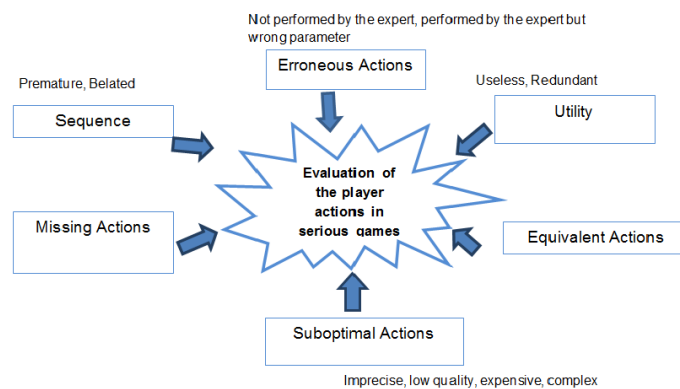 Not performed by the expert, performed by the expert but
wrong parameter
Erroneous Actions
Premature, Belated
Sequence
Useless, Redundant
Utility
Evaluation of
the player
actions in
serious games
Missing Actions
Equivalent Actions
Suboptimal Actions
Imprecise, low quality, expensive, complex